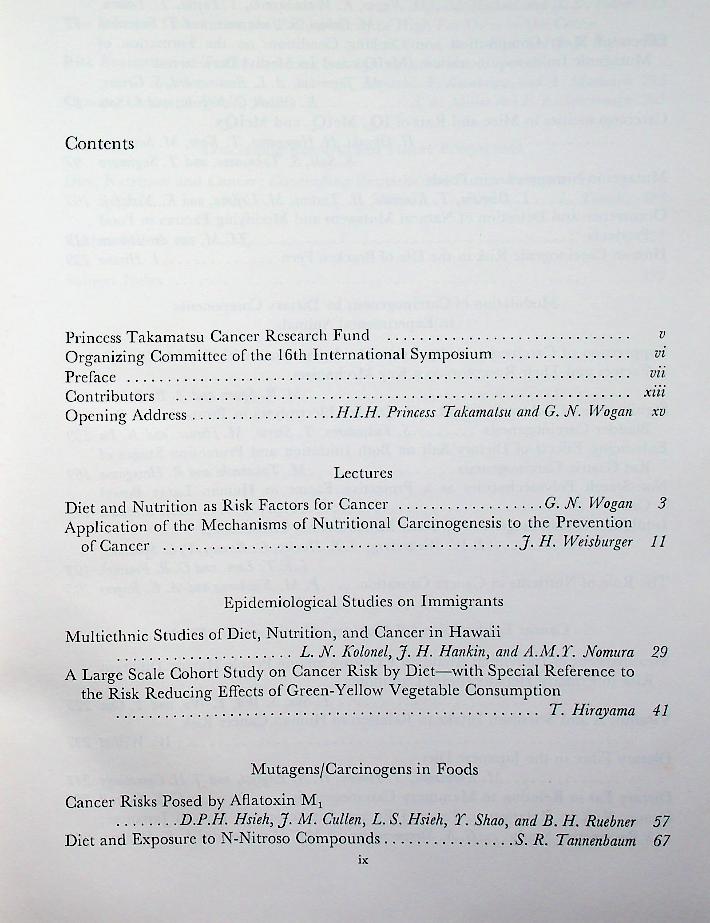 Contents
Princess Takamatsu Cancer Research Fund .............................. v
Organizing Committee of the 16th International Symposium ................ vi
Preface .............................................................. vii
Contributors ........................................................ xiii
Opening Address .................. H.I.H. Princess Takamatsu and G. N. Wogan xv
Lectures
Diet and Nutrition as Risk Factors for Cancer .................. G. N. Wogan 3
Application of the Mechanisms of Nutritional Carcinogenesis to the Prevention
of Cancer ............................................ J. H. Weisburger 11
Epidemiological Studies on Immigrants
Multiethnic Studies of Diet, Nutrition, and Cancer in Hawaii
...................... L. N. Kolonel, J. H. Hankin, and A.M.Y. Nomura 29
A Large Scale Cohort Study on Cancer Risk by Diet—with Special Reference to
the Risk Reducing Effects of Green-Yellow Vegetable Consumption
.................................................... T. Hirayama 41
Mutagens/Carcinogens in Foods
Cancer Risks Posed by Aflatoxin M₁
........ D.P.H. Hsieh, J. M. Cullen, L. S. Hsieh, Y. Shao, and B. H. Ruebner 57
Diet and Exposure to N-Nitroso Compounds ................ S. R. Tannenbaum 67
ix